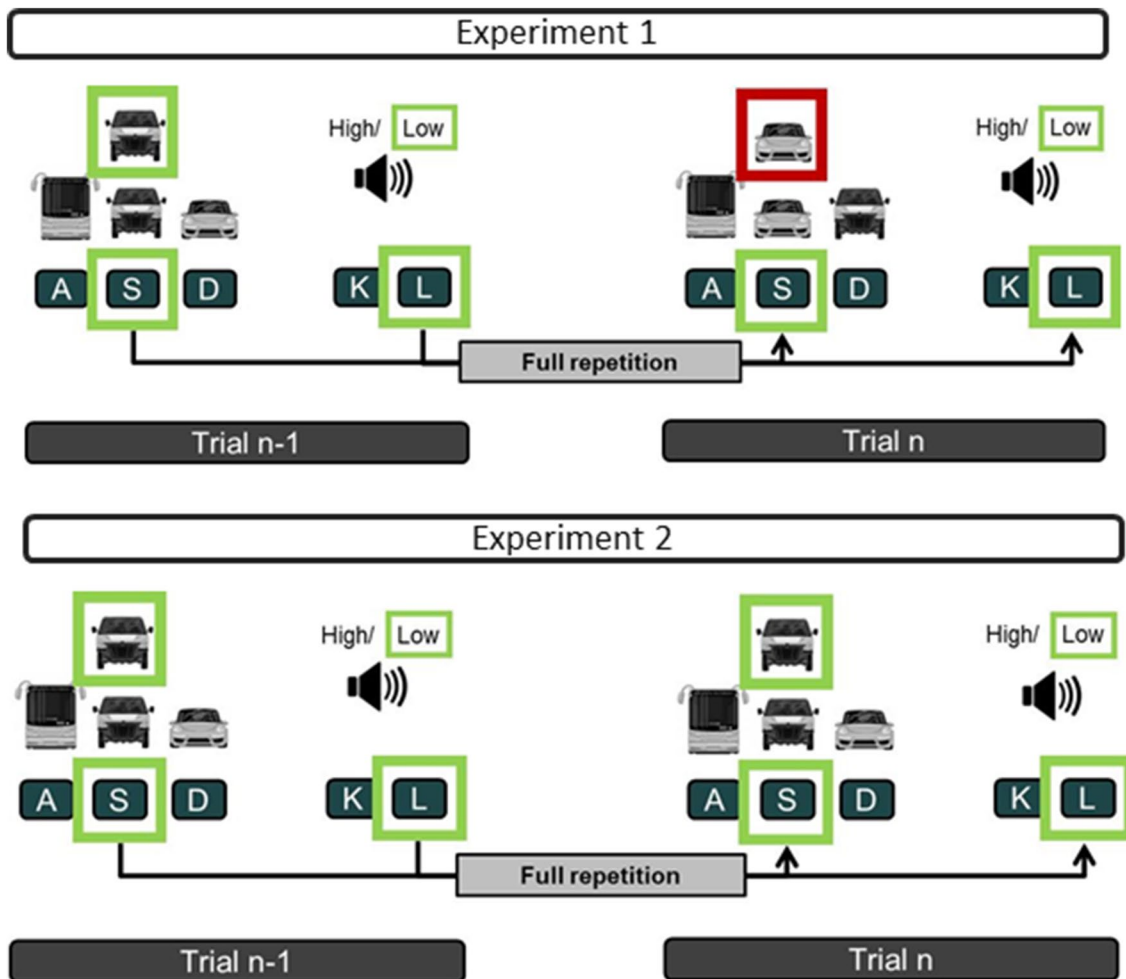 Experiment 1
High/ Low
High/ Low
A S D
K L
A S D
K L
Full repetition
Trial n-1
Trial n
Experiment 2
High/ Low
High/ Low
A S D
K L
A S D
K L
Full repetition
Trial n-1
Trial n